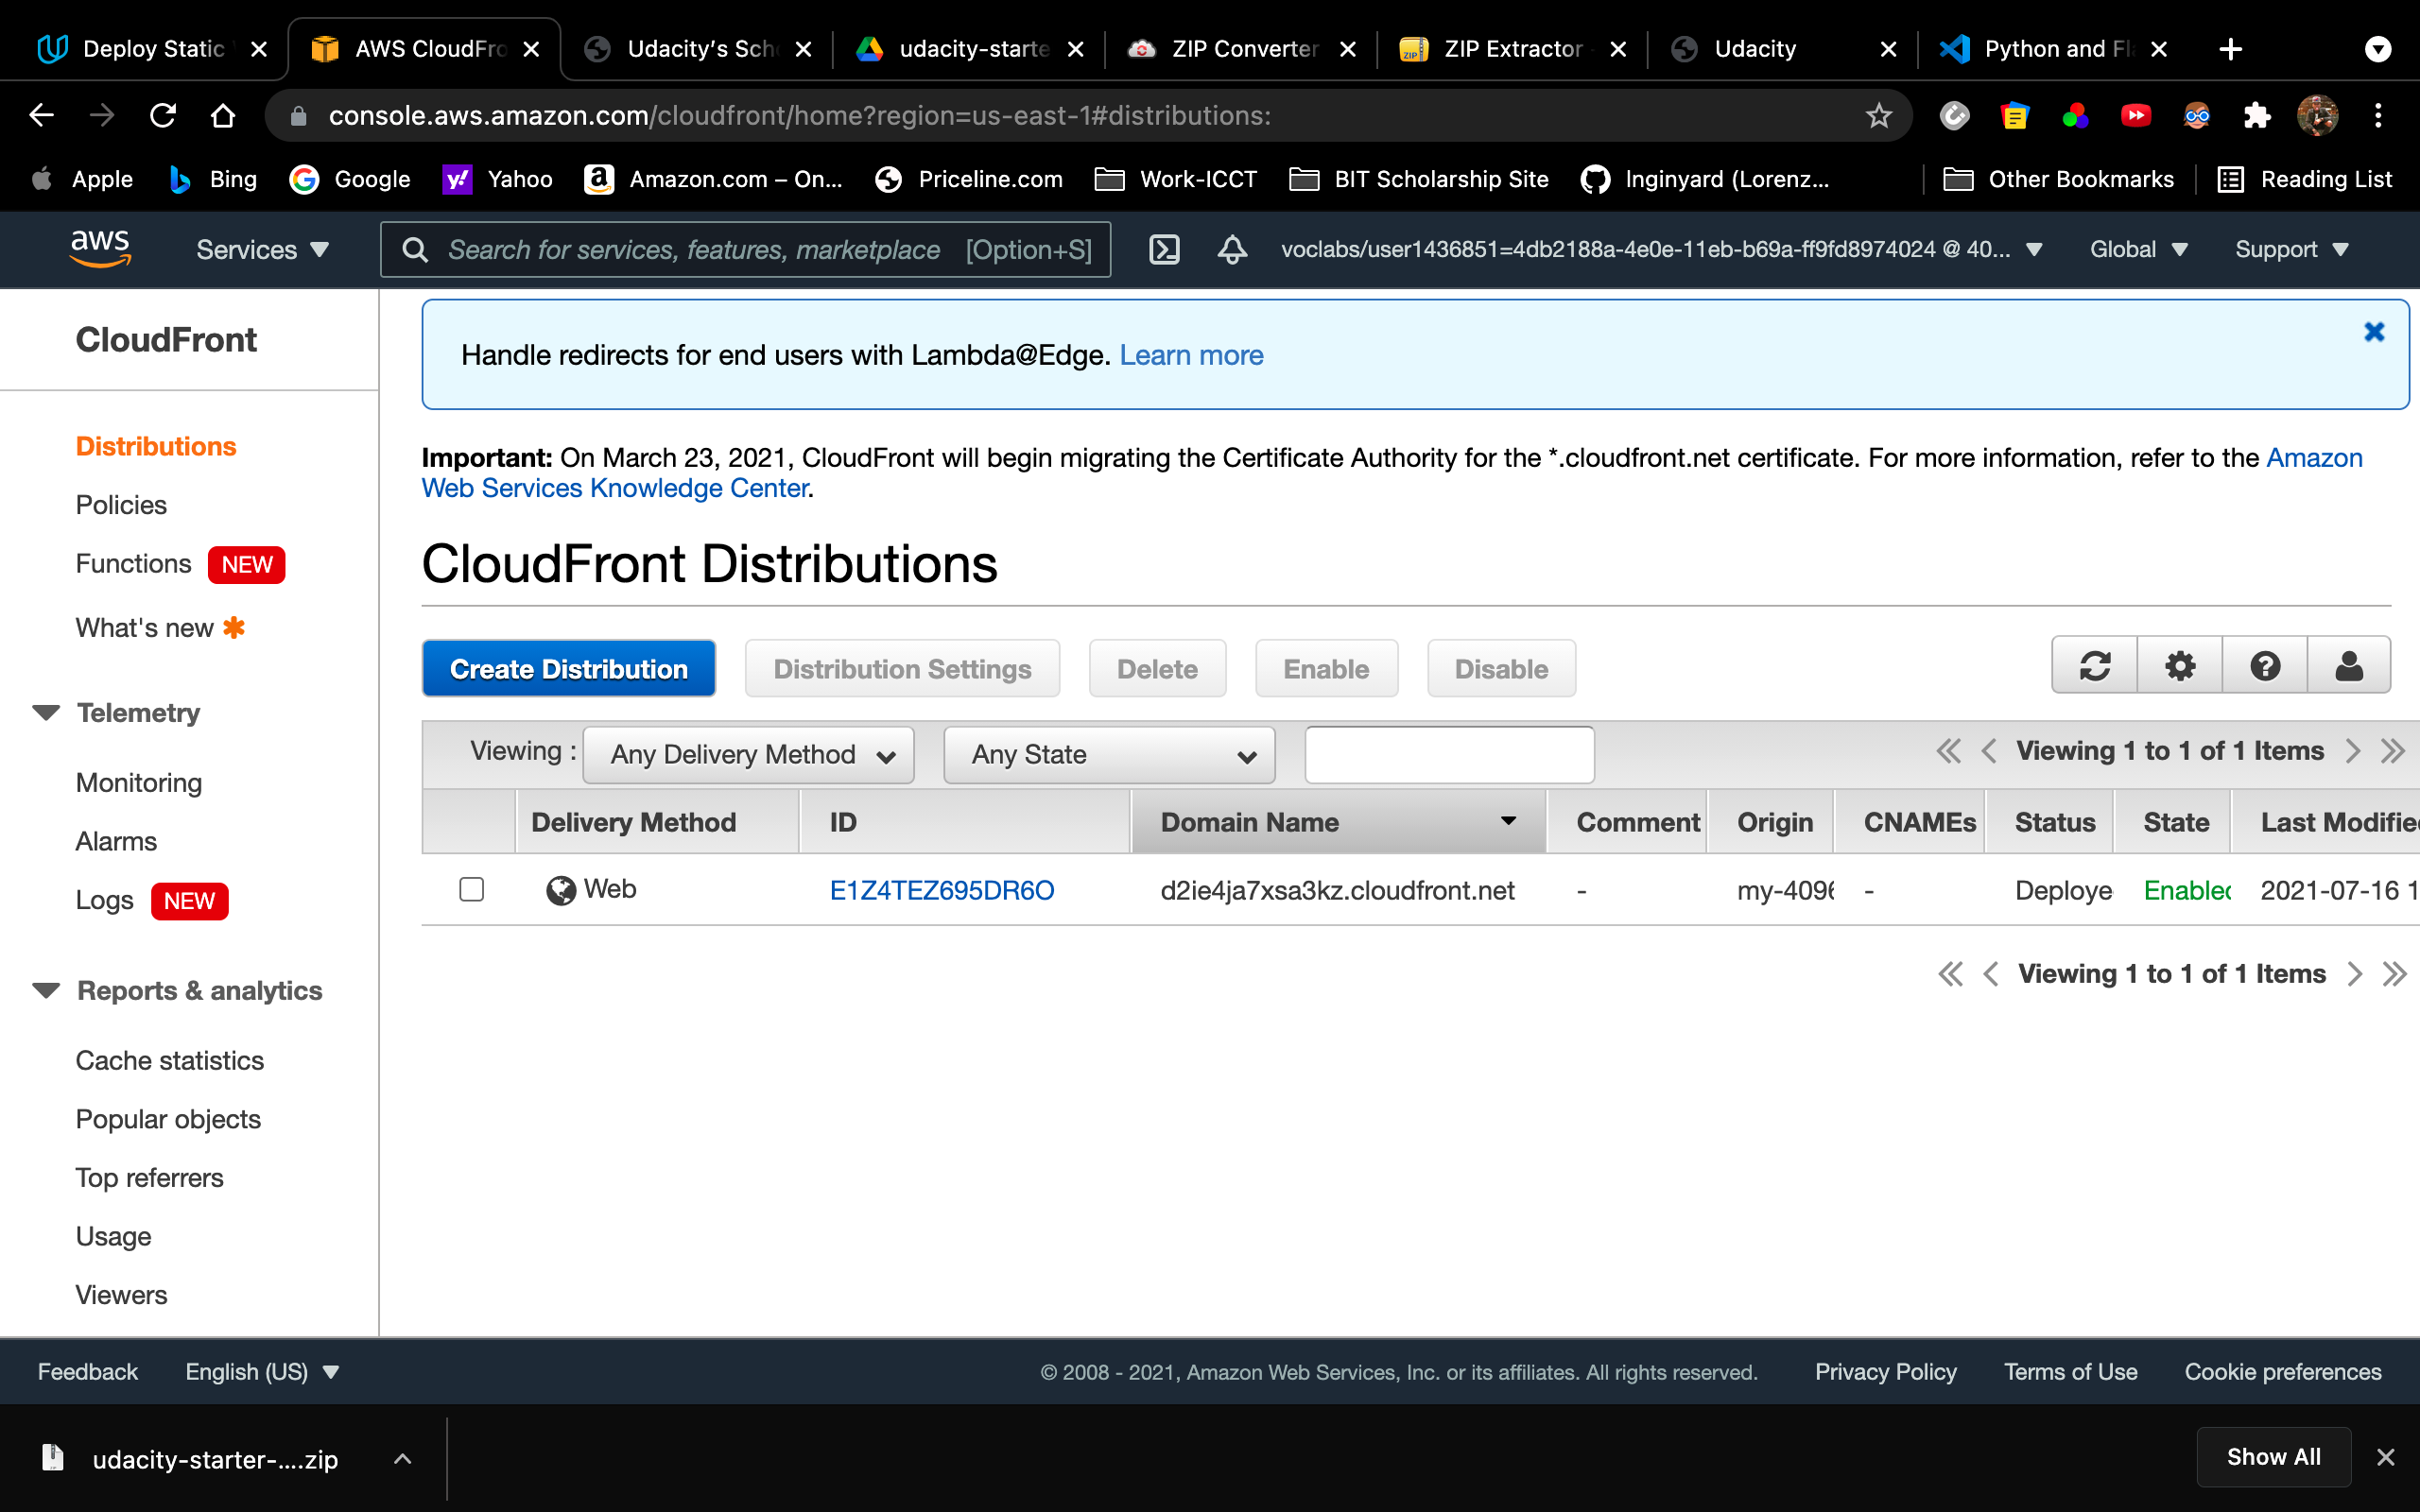 Deploy Static
AWS CloudFro
Udacity's Sch
udacity-starte
ZIP Converter
ZIP Extractor
Udacity
Python and Fl
console.aws.amazon.com/cloudfront/home?region=us-east-1#distributions:
Apple
Bing
Google
Yahoo
Amazon.com – On...
Priceline.com
Work-ICCT
BIT Scholarship Site
Inginyard (Lorenz...
Other Bookmarks
Reading List
aws
Services
Search for services, features, marketplace [Option+S]
voclabs/user1436851=4db2188a-4e0e-11eb-b69a-ff9fd8974024 @ 40...
Global
Support
CloudFront
Distributions
Policies
Functions NEW
What's new
Telemetry
Monitoring
Alarms
Logs NEW
Reports & analytics
Cache statistics
Popular objects
Top referrers
Usage
Viewers
Handle redirects for end users with Lambda@Edge. Learn more
Important: On March 23, 2021, CloudFront will begin migrating the Certificate Authority for the *.cloudfront.net certificate. For more information, refer to the Amazon
Web Services Knowledge Center.
CloudFront Distributions
Create Distribution
Distribution Settings
Delete
Enable
Disable
Viewing : Any Delivery Method Any State
Viewing 1 to 1 of 1 Items
Delivery Method ID Domain Name Comment Origin CNAMEs Status State Last Modified
Web E1Z4TEZ695DR6O d2ie4ja7xsa3kz.cloudfront.net - my-4096 - Deploye Enabled 2021-07-16 1
Viewing 1 to 1 of 1 Items
Feedback
English (US)
© 2008 - 2021, Amazon Web Services, Inc. or its affiliates. All rights reserved.
Privacy Policy
Terms of Use
Cookie preferences
udacity-starter-....zip
Show All